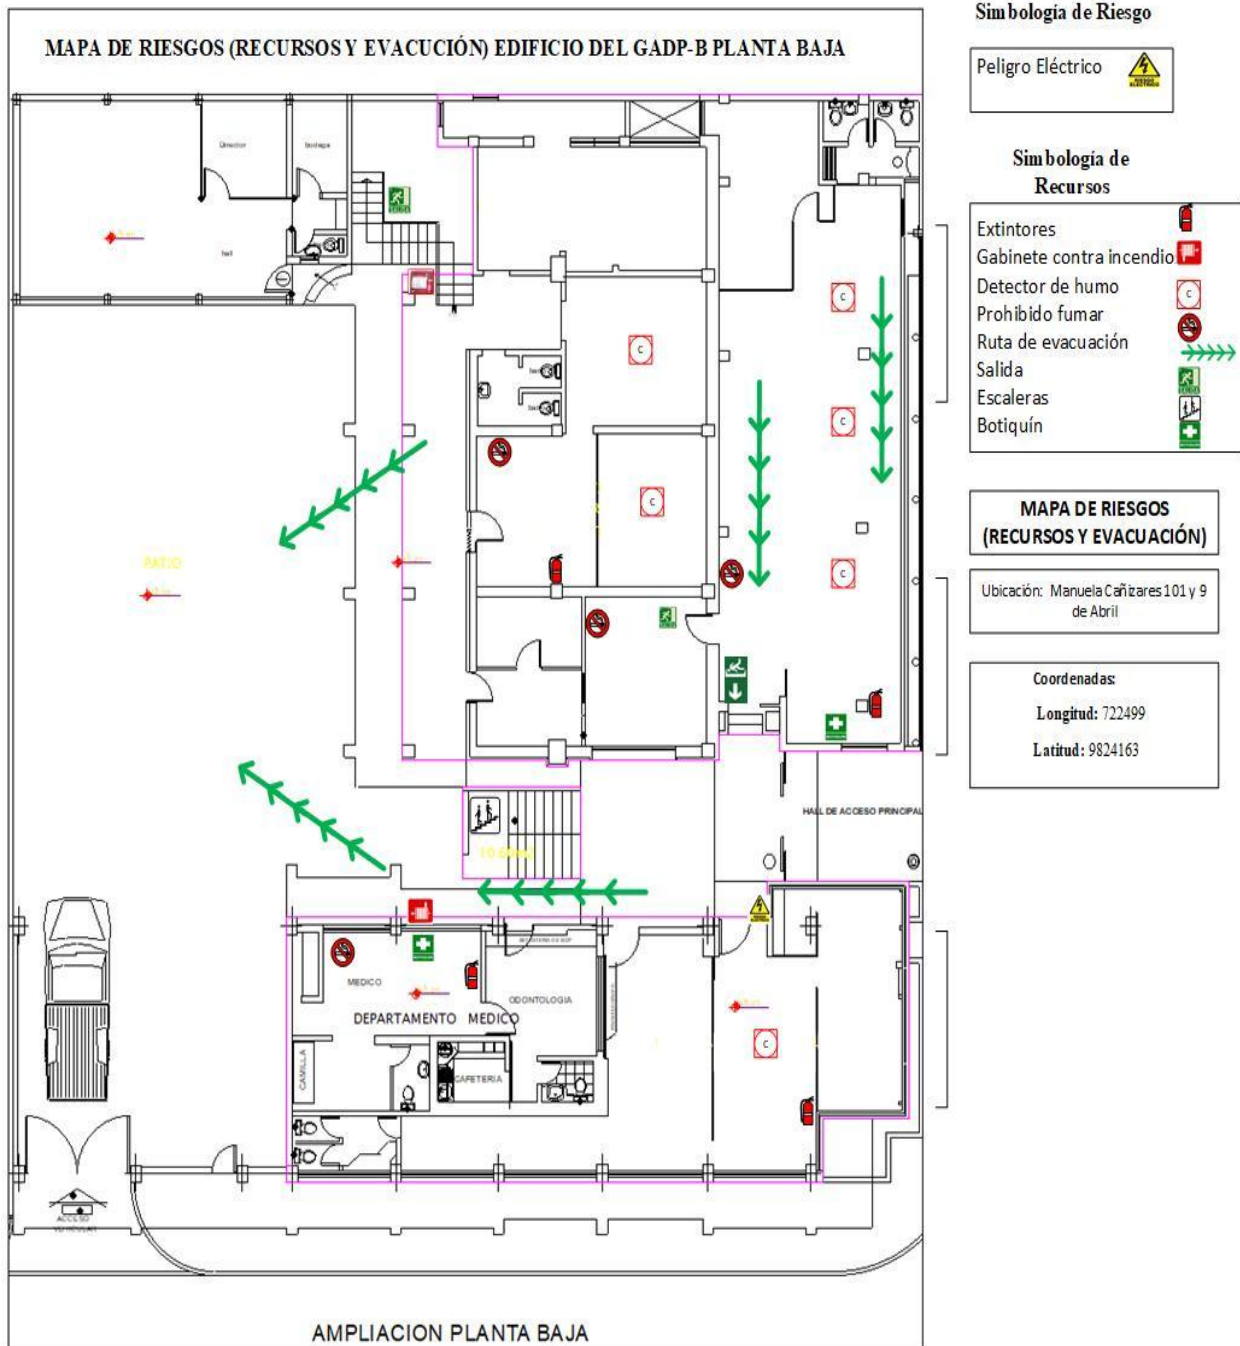 MAPA DE RIESGOS (RECURSOS Y EVACUCIÓN) EDIFICIO DEL GADP-B PLANTA BAJA
Simbología de Riesgo
Peligro Eléctrico
Simbología de
Recursos
Extintores
Gabinete contra incendio
Detector de humo
Prohibido fumar
Ruta de evacuación
Salida
Escaleras
Botiquín
MAPA DE RIESGOS
(RECURSOS Y EVACUACIÓN)
Ubicación: Manuela Cañizares 101 y 9
de Abril
Coordenadas:
Longitud: 722499
Latitud: 9824163
Director
bodega
hall
C
C
C
C
C
C
PATIO
HALL DE ACCESO PRINCIPAL
MEDICO
ODONTOLOGIA
DEPARTAMENTO MEDICO
CAMILLA
CAFETERIA
ACCESO
VEHICULAR
AMPLIACION PLANTA BAJA